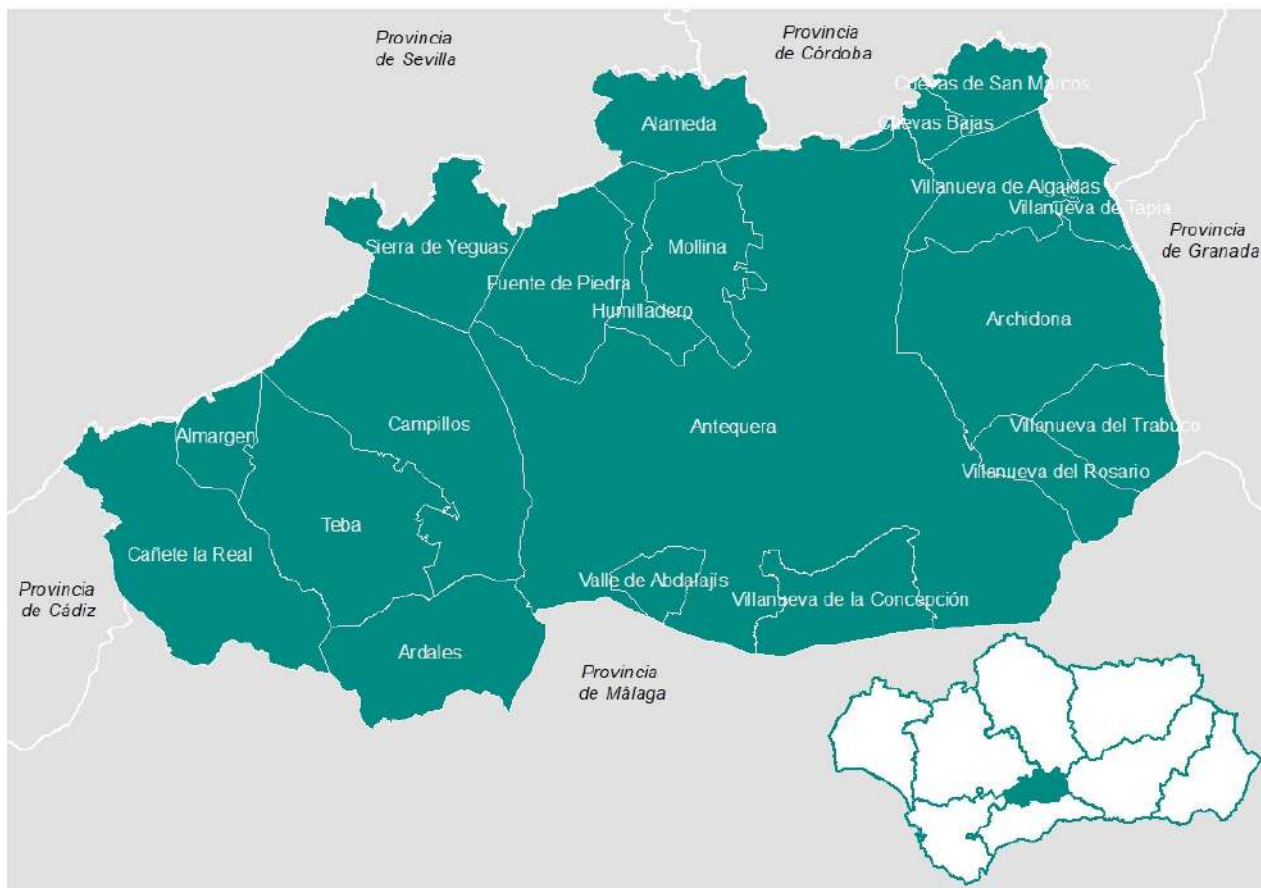 Provincia
de Sevilla
Provincia
de Córdoba
Cuevas de San Marcos
Alameda
Cuevas Bajas
Villanueva de Algaidas
Villanueva de Tapia
Provincia
de Granada
Sierra de Yeguas
Mollina
Fuente de Piedra
Humilladero
Archidona
Campillos
Antequera
Villanueva del Trabuco
Almargen
Villanueva del Rosario
Teba
Cañete la Real
Valle de Abdalajís
Villanueva de la Concepción
Provincia
de Cádiz
Ardales
Provincia
de Málaga